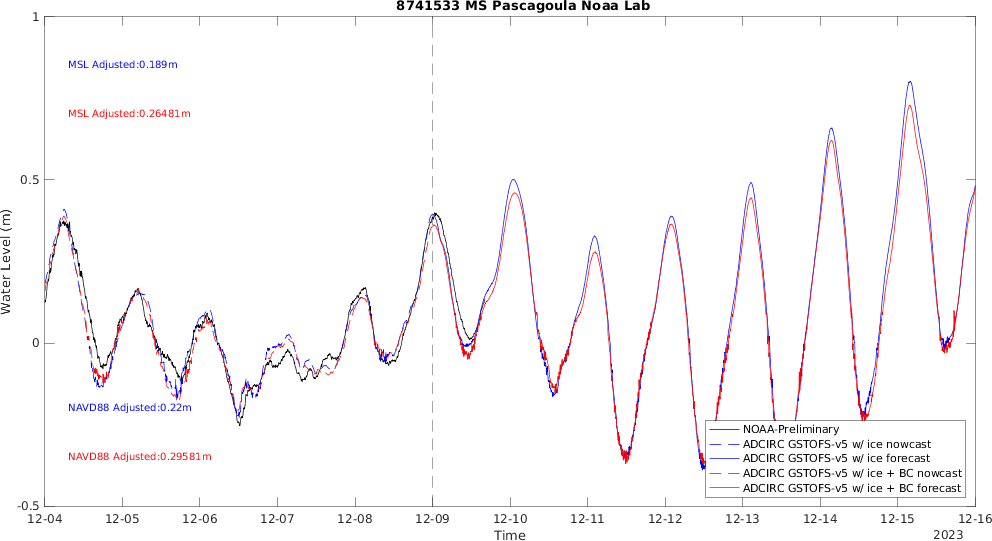 8741533 MS Pascagoula Noaa Lab
1
MSL Adjusted:0.189m
MSL Adjusted:0.26481m
0.5
Water Level (m)
0
NAVD88 Adjusted:0.22m
NAVD88 Adjusted:0.29581m
NOAA-Preliminary
ADCIRC GSTOFS-v5 w/ ice nowcast
ADCIRC GSTOFS-v5 w/ ice forecast
ADCIRC GSTOFS-v5 w/ ice + BC nowcast
ADCIRC GSTOFS-v5 w/ ice + BC forecast
-0.5
12-04 12-05 12-06 12-07 12-08 12-09 12-10 12-11 12-12 12-13 12-14 12-15 12-16
Time
2023